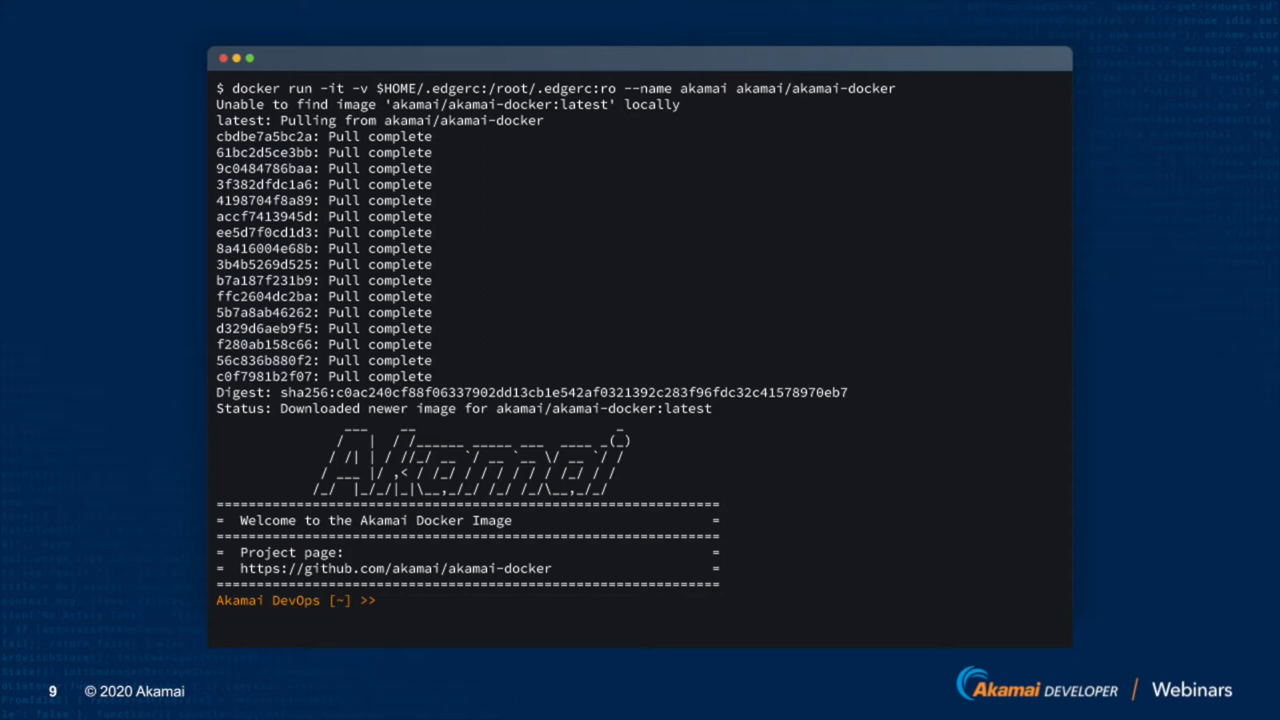 $ docker run -it -v $HOME/.edgerc:/root/.edgerc:ro --name akamai akamai/akamai-docker
Unable to find image 'akamai/akamai-docker:latest' locally
latest: Pulling from akamai/akamai-docker
cbdbe7a5bc2a: Pull complete
61bc2d5ce3bb: Pull complete
9c0484786baa: Pull complete
3f382dfdc1a6: Pull complete
4198704f8a89: Pull complete
accf7413945d: Pull complete
ee5d7f0cd1d3: Pull complete
8a416004e68b: Pull complete
3b4b5269d525: Pull complete
b7a187f231b9: Pull complete
ffc2604dc2ba: Pull complete
5b7a8ab46262: Pull complete
d329d6aeb9f5: Pull complete
f280ab158c66: Pull complete
56c836b880f2: Pull complete
c0f7981b2f07: Pull complete
Digest: sha256:c0ac240cf88f06337902dd13cb1e542af0321392c283f96fdc32c41578970eb7
Status: Downloaded newer image for akamai/akamai-docker:latest
Akamai
===============================================================
= Welcome to the Akamai Docker Image =
===============================================================
= Project page: =
= https://github.com/akamai/akamai-docker =
===============================================================
Akamai DevOps [~] >>
9 © 2020 Akamai
Akamai DEVELOPER / Webinars